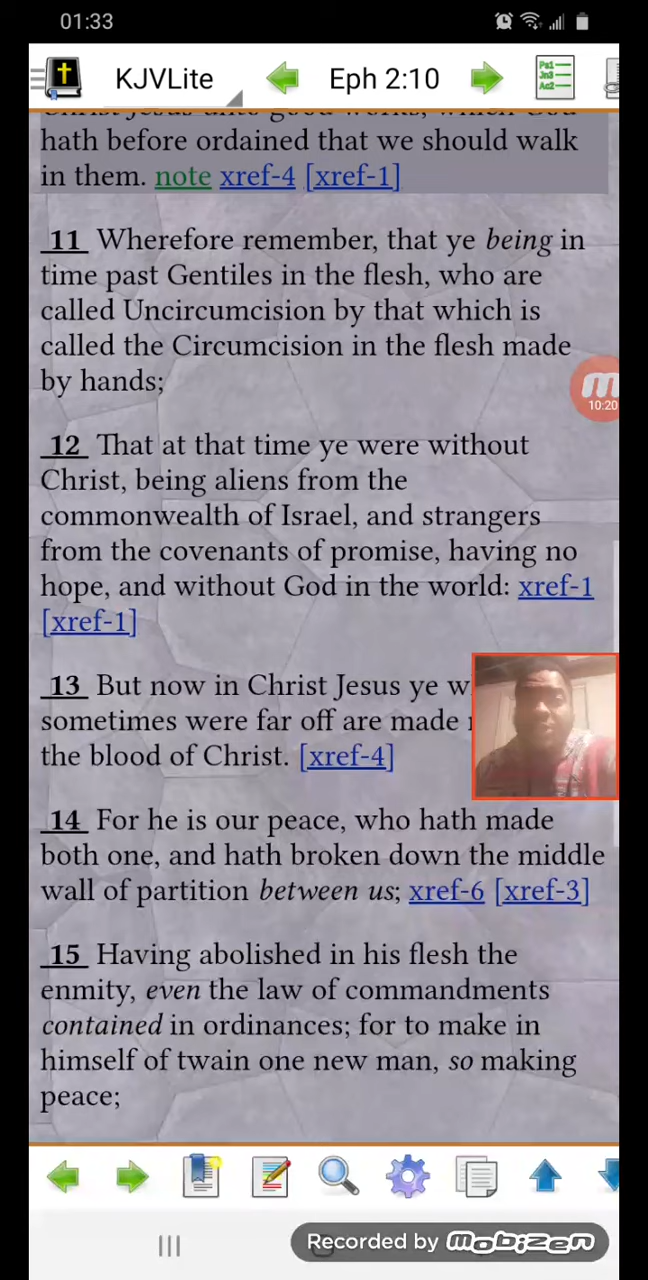 01:33
KJVLite
Eph 2:10
hath before ordained that we should walk
in them. note xref-4 [xref-1]
11 Wherefore remember, that ye being in
time past Gentiles in the flesh, who are
called Uncircumcision by that which is
called the Circumcision in the flesh made
by hands;
10:20
12 That at that time ye were without
Christ, being aliens from the
commonwealth of Israel, and strangers
from the covenants of promise, having no
hope, and without God in the world: xref-1
[xref-1]
13 But now in Christ Jesus ye w
sometimes were far off are made
the blood of Christ. [xref-4]
14 For he is our peace, who hath made
both one, and hath broken down the middle
wall of partition between us; xref-6 [xref-3]
15 Having abolished in his flesh the
enmity, even the law of commandments
contained in ordinances; for to make in
himself of twain one new man, so making
peace;
Recorded by mobizen